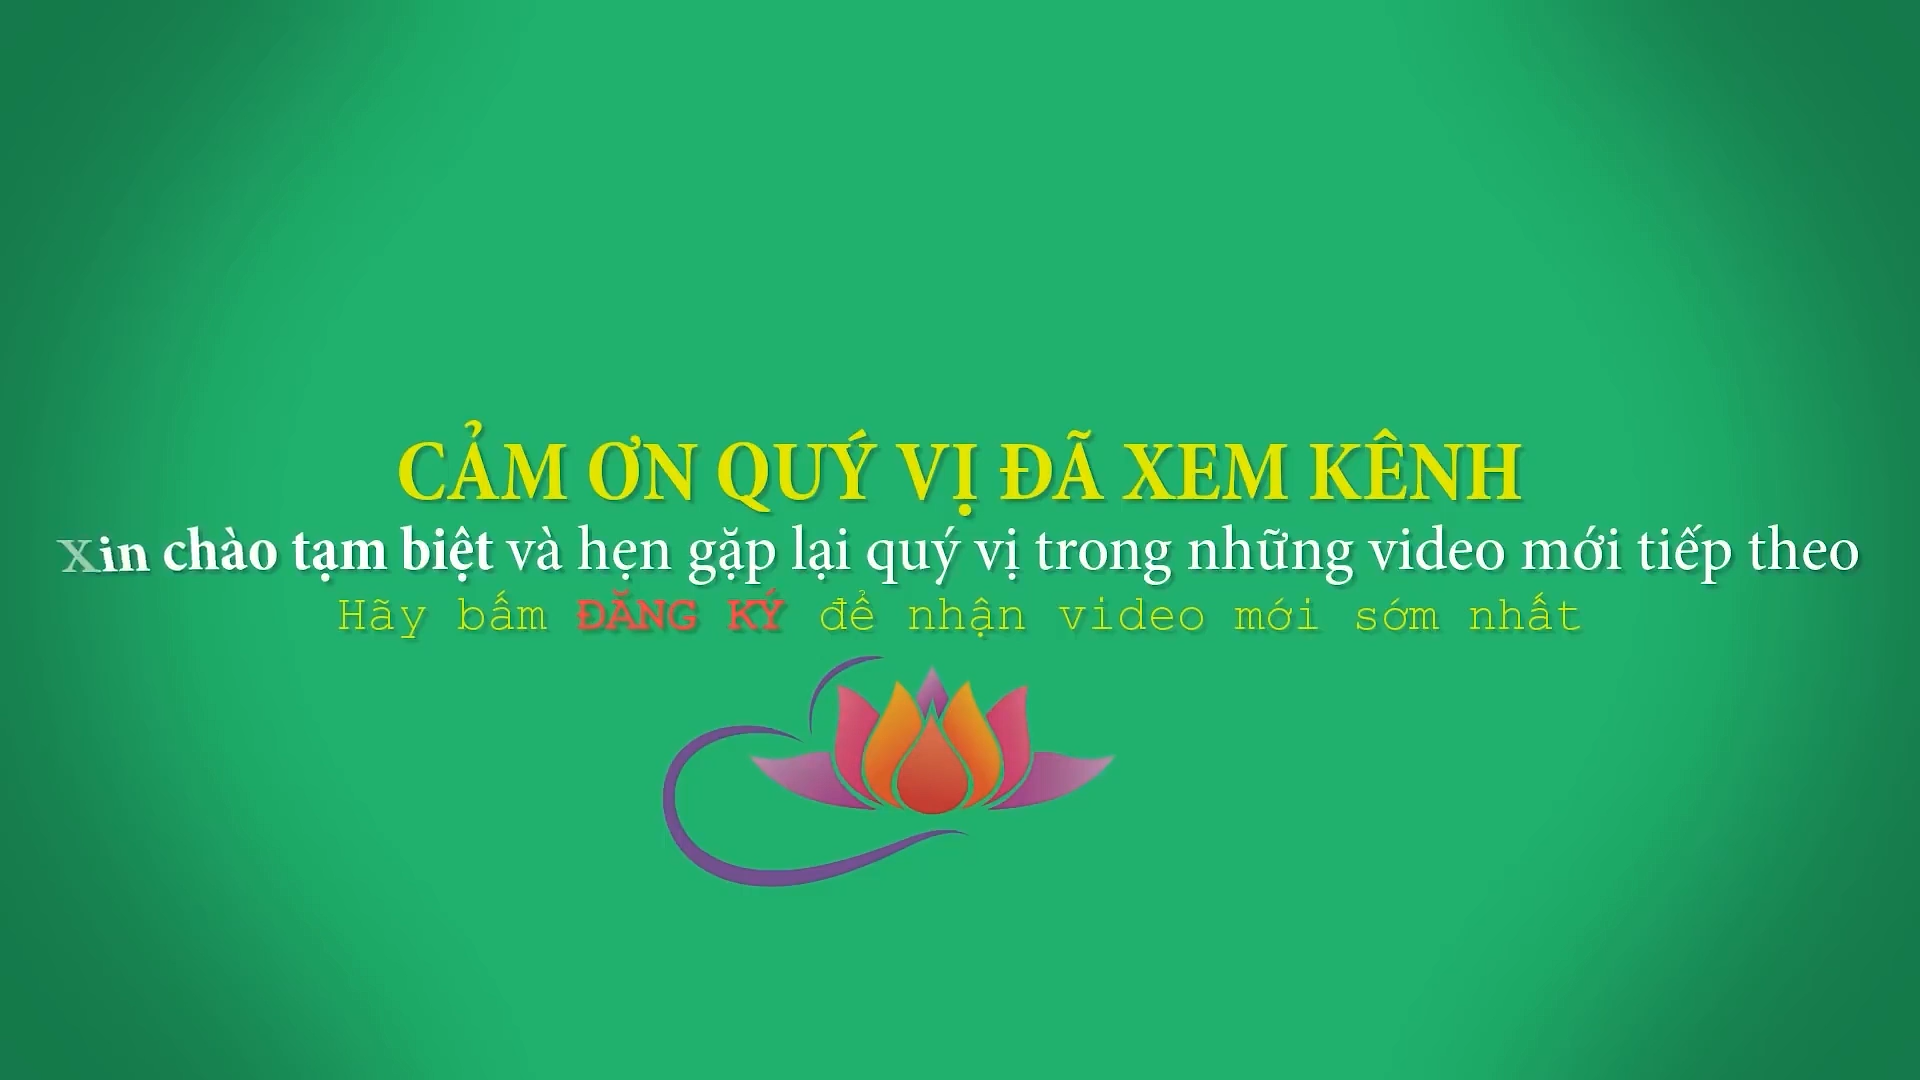 CẢM ƠN QUÝ VỊ ĐÃ XEM KÊNH
Xin chào tạm biệt và hẹn gặp lại quý vị trong những video mới tiếp theo
Hãy bấm ĐĂNG KÝ để nhận video mới sớm nhất